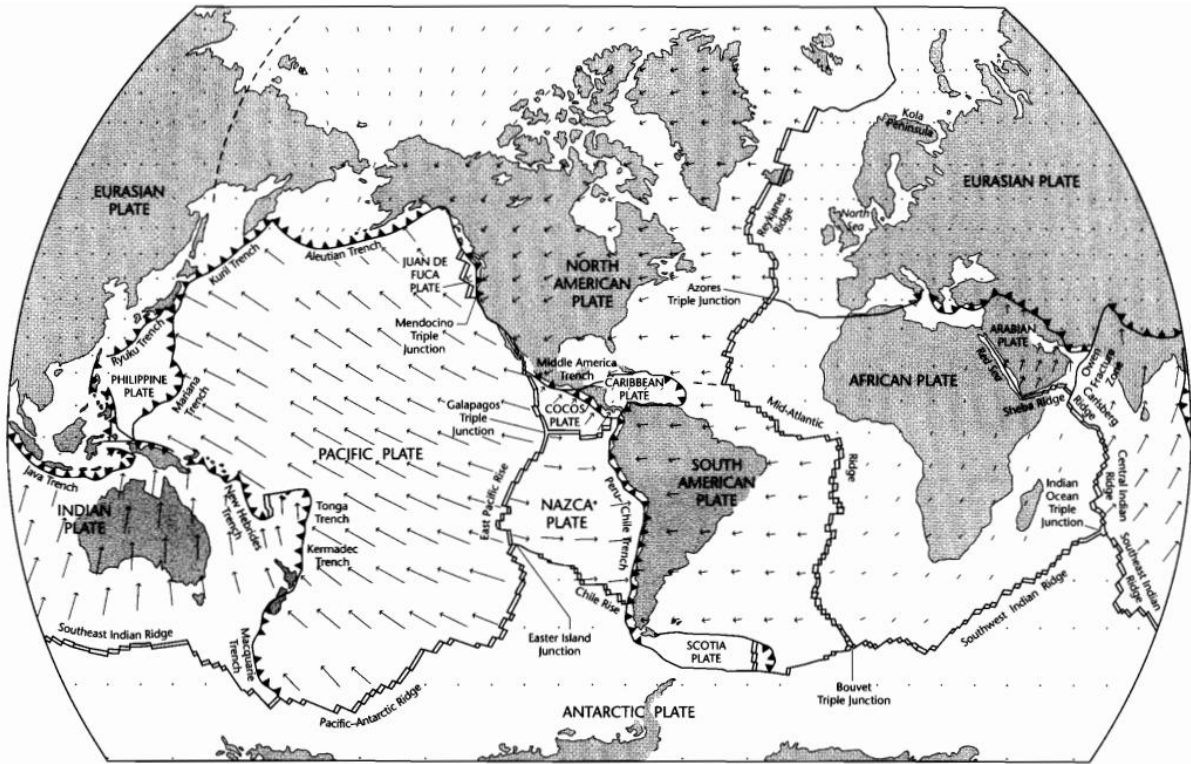 Kola
Peninsula
EURASIAN
PLATE
EURASIAN PLATE
North
Sea
Reykjanes
Ridge
Aleutian Trench
Kuril Trench
JUAN DE
FUCA
PLATE
NORTH
AMERICAN
PLATE
Azores
Triple Junction
Mendocino
Triple
Junction
ARABIAN
PLATE
Red Sea
Owen
Fracture
Zone
Ryuku Trench
PHILIPPINE
PLATE
Mariana
Trench
Middle America
Trench
CARIBBEAN
PLATE
COCOS
PLATE
AFRICAN PLATE
Sheba Ridge
Carlsberg
Ridge
Galapagos
Triple
Junction
Mid-Atlantic
Ridge
PACIFIC PLATE
SOUTH
AMERICAN
PLATE
Java Trench
INDIAN
PLATE
New Hebrides
Trench
Tonga
Trench
Kermadec
Trench
East Pacific Rise
NAZCA
PLATE
Peru-Chile Trench
Central Indian
Ridge
Indian
Ocean
Triple
Junction
Southeast Indian
Ridge
Chile Rise
Southeast Indian Ridge
Macquarie
Trench
Easter Island
Junction
SCOTIA
PLATE
Southwest Indian Ridge
Bouvet
Triple Junction
Pacific-Antarctic Ridge
ANTARCTIC PLATE